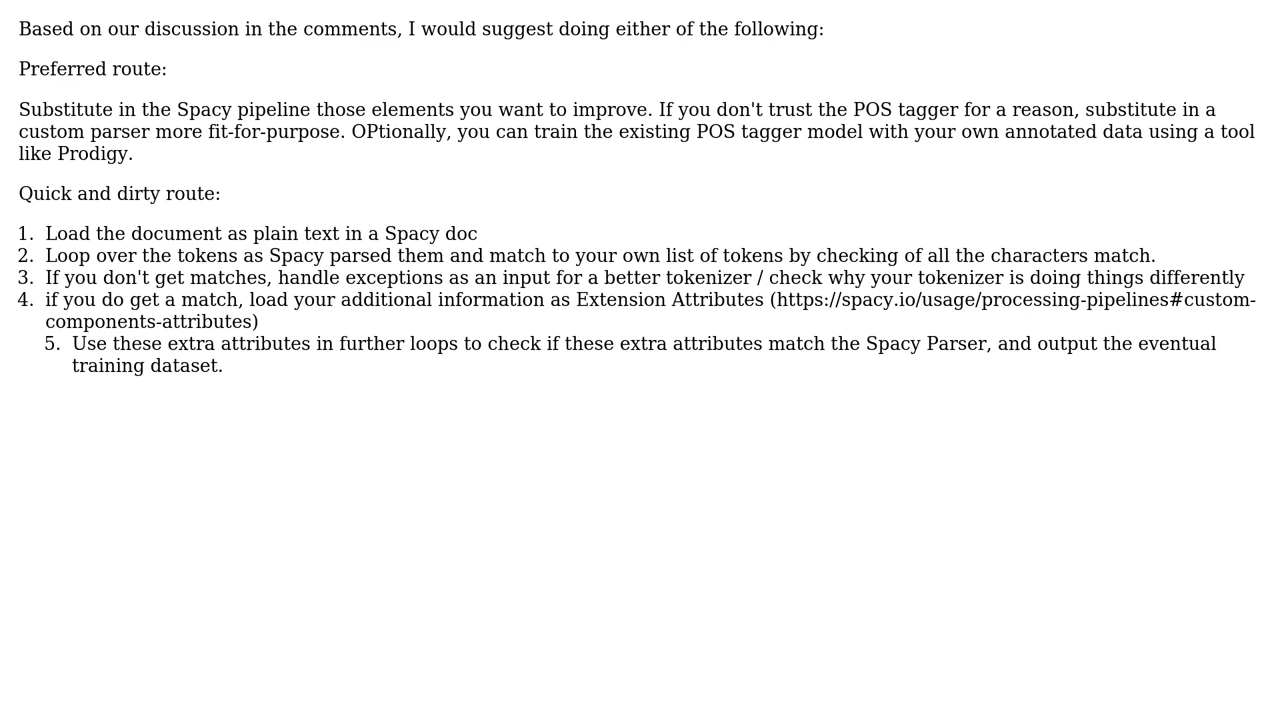 Based on our discussion in the comments, I would suggest doing either of the following:
Preferred route:
Substitute in the Spacy pipeline those elements you want to improve. If you don't trust the POS tagger for a reason, substitute in a
custom parser more fit-for-purpose. OPtionally, you can train the existing POS tagger model with your own annotated data using a tool
like Prodigy.
Quick and dirty route:
1. Load the document as plain text in a Spacy doc
2. Loop over the tokens as Spacy parsed them and match to your own list of tokens by checking of all the characters match.
3. If you don't get matches, handle exceptions as an input for a better tokenizer / check why your tokenizer is doing things differently
4. if you do get a match, load your additional information as Extension Attributes (https://spacy.io/usage/processing-pipelines#custom-
components-attributes)
5. Use these extra attributes in further loops to check if these extra attributes match the Spacy Parser, and output the eventual
training dataset.